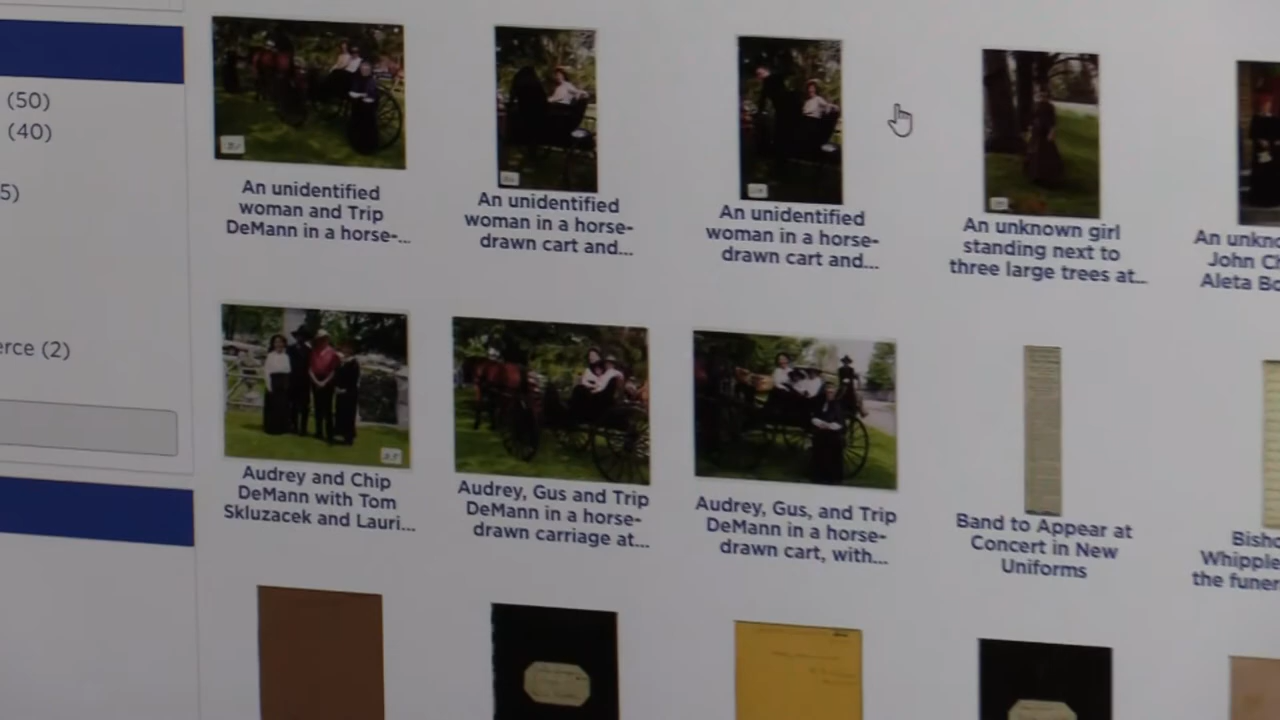 (50)
(40)
5)
erce (2)
An unidentified
woman and Trip
DeMann in a horse-...
An unidentified
woman in a horse-
drawn cart and...
An unidentified
woman in a horse-
drawn cart and...
An unknown girl
standing next to
three large trees at...
An unkno
John Ch
Aleta Bo
Audrey and Chip
DeMann with Tom
Skluzacek and Lauri...
Audrey, Gus and Trip
DeMann in a horse-
drawn carriage at...
Audrey, Gus, and Trip
DeMann in a horse-
drawn cart, with...
Band to Appear at
Concert in New
Uniforms
Bisho
Whipple
the funer